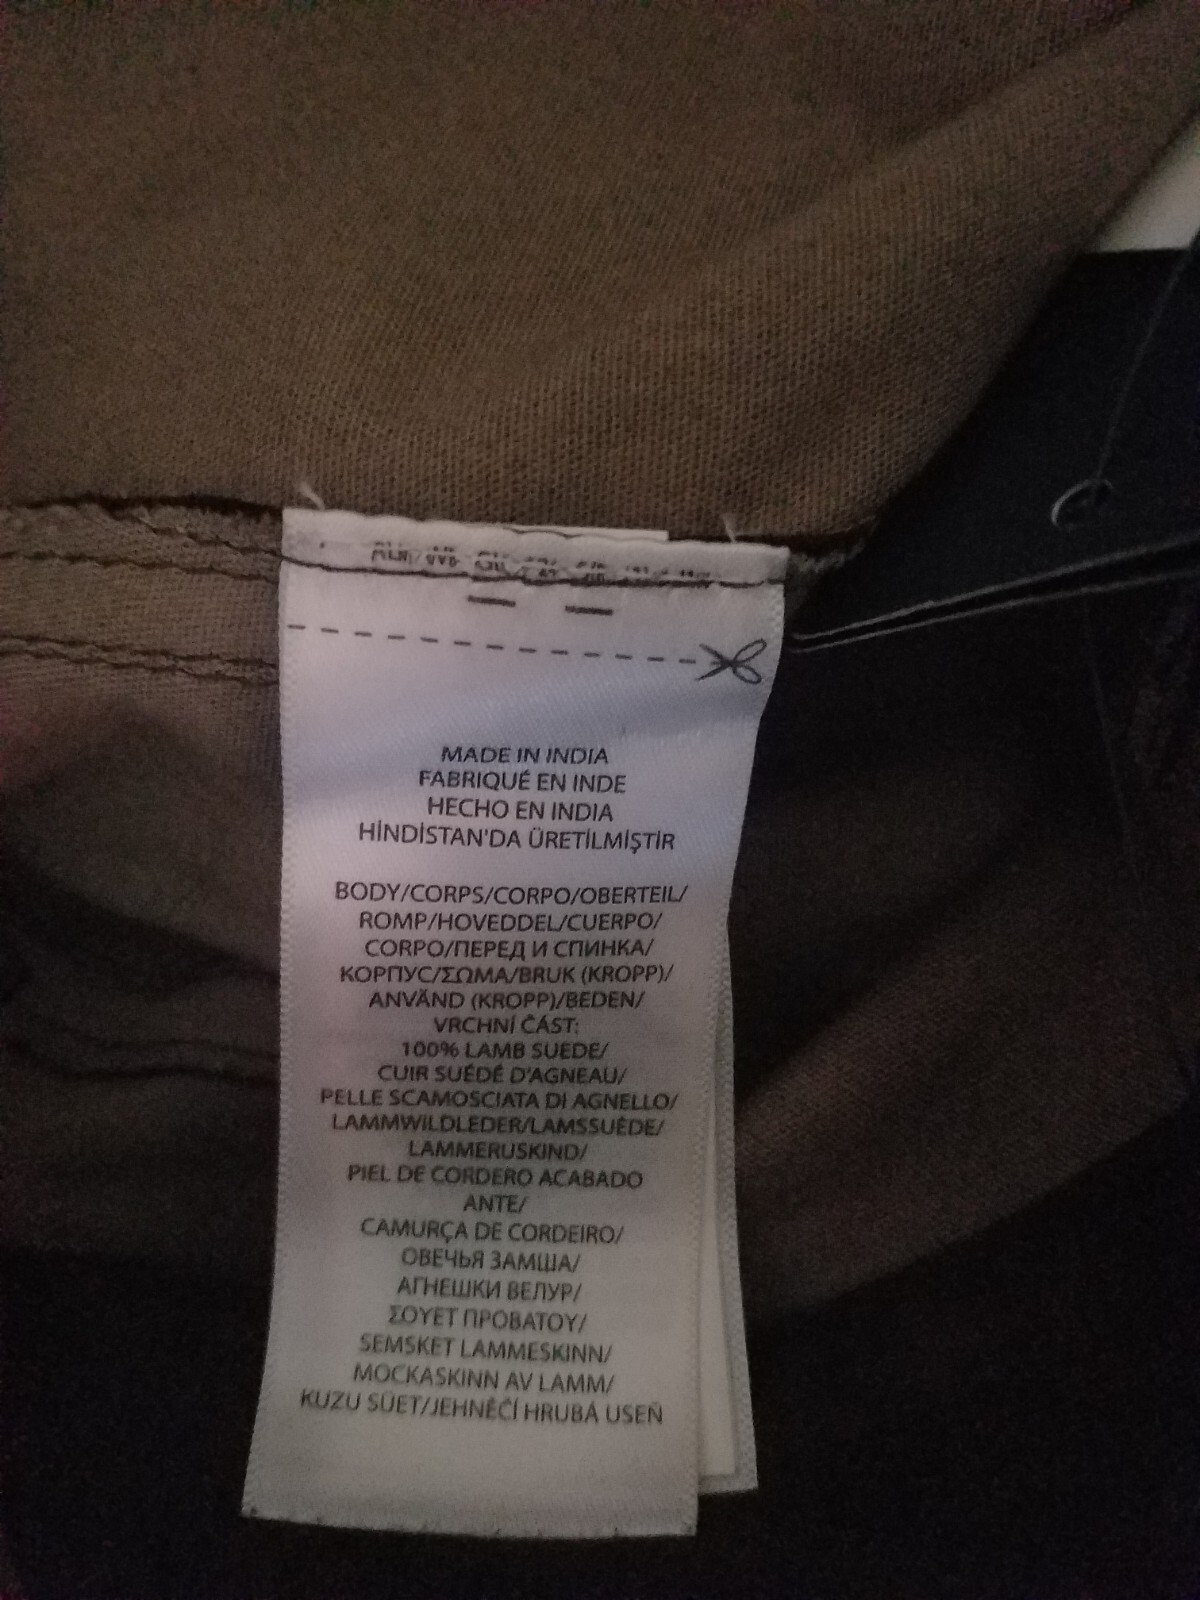 MADE IN INDIA
FABRIQUÉ EN INDE
HECHO EN INDIA
HİNDİSTAN'DA ÜRETİLMİŞTİR
BODY/CORPS/CORPO/OBERTEIL/
ROMP/HOVEDDEL/CUERPO/
CORPO/ПЕРЕД И СПИНКА/
КОРПУС/ΣΩΜΑ/BRUK (KROPP)/
ANVÄND (KROPP)/BEDEN/
VRCHNÍ ČÁST:
100% LAMB SUEDE/
CUIR SUÉDÉ D'AGNEAU/
PELLE SCAMOSCIATA DI AGNELLO/
LAMMWILDLEDER/LAMSSUÈDE/
LAMMERUSKIND/
PIEL DE CORDERO ACABADO
ANTE/
CAMURÇA DE CORDEIRO/
ОВЕЧЬЯ ЗАМША/
АГНЕШКИ ВЕЛУР/
ΣΟΥΕΤ ΠΡΟΒΑΤΟΥ/
SEMSKET LAMMESKINN/
MOCKASKINN AV LAMM/
KUZU SÜET/JEHNĚČÍ HRUBÁ USEŇ